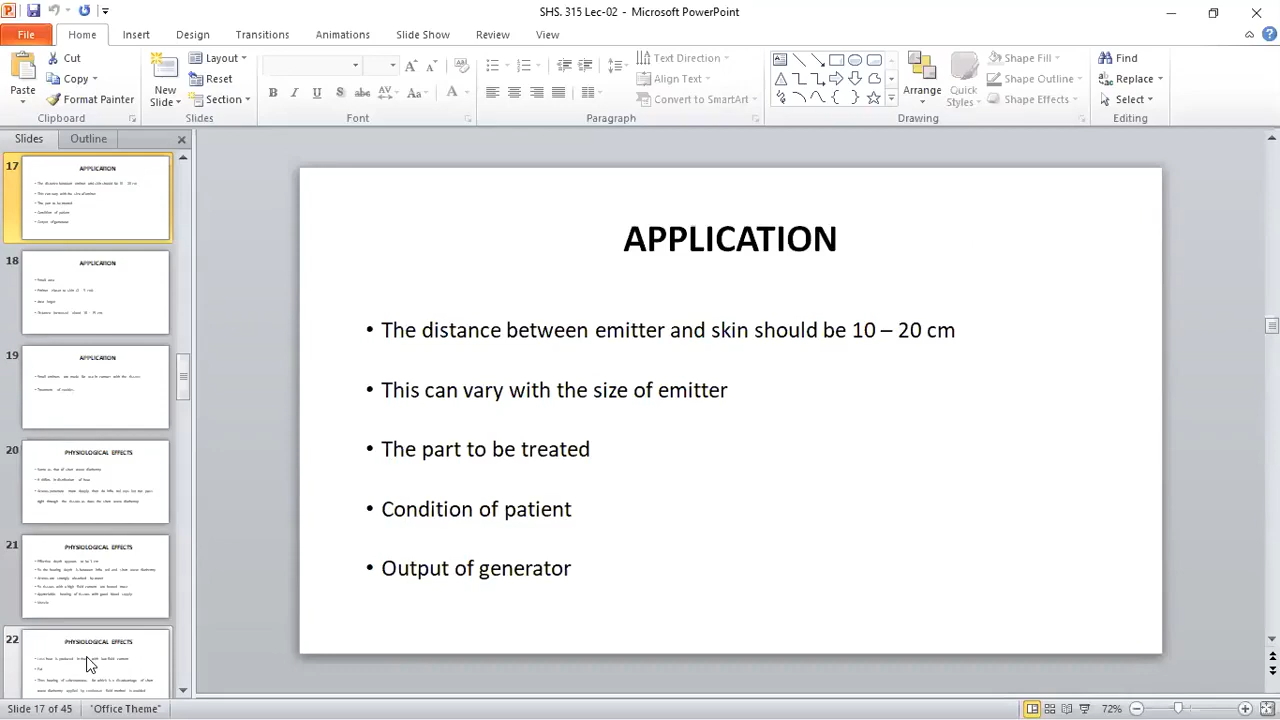 SHS. 315 Lec-02 - Microsoft PowerPoint
File Home Insert Design Transitions Animations Slide Show Review View
Paste
Cut
Copy
Format Painter
Clipboard
New Slide
Layout
Reset
Section
Slides
B I U S abc AV Aa A
Font
Text Direction
Align Text
Convert to SmartArt
Paragraph
Arrange
Quick Styles
Shape Fill
Shape Outline
Shape Effects
Drawing
Find
Replace
Select
Editing
Slides Outline
17
APPLICATION
18
APPLICATION
19
APPLICATION
20
PHYSIOLOGICAL EFFECTS
21
PHYSIOLOGICAL EFFECTS
22
PHYSIOLOGICAL EFFECTS
APPLICATION
• The distance between emitter and skin should be 10 – 20 cm
• This can vary with the size of emitter
• The part to be treated
• Condition of patient
• Output of generator
Slide 17 of 45 "Office Theme" 72%